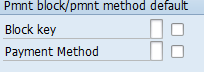 Pmnt block/pmnt method default
Block key
Payment Method